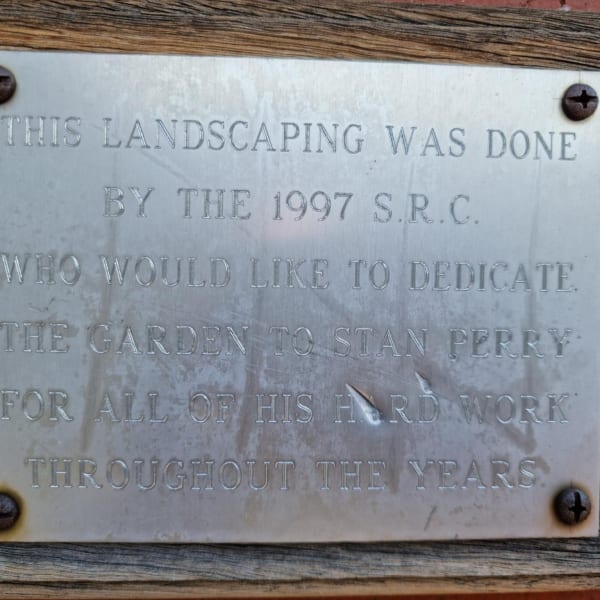 THIS LANDSCAPING WAS DONE
BY THE 1997 S.R.C.
WHO WOULD LIKE TO DEDICATE
THE GARDEN TO STAN PERRY
FOR ALL OF HIS HARD WORK
THROUGHOUT THE YEARS.